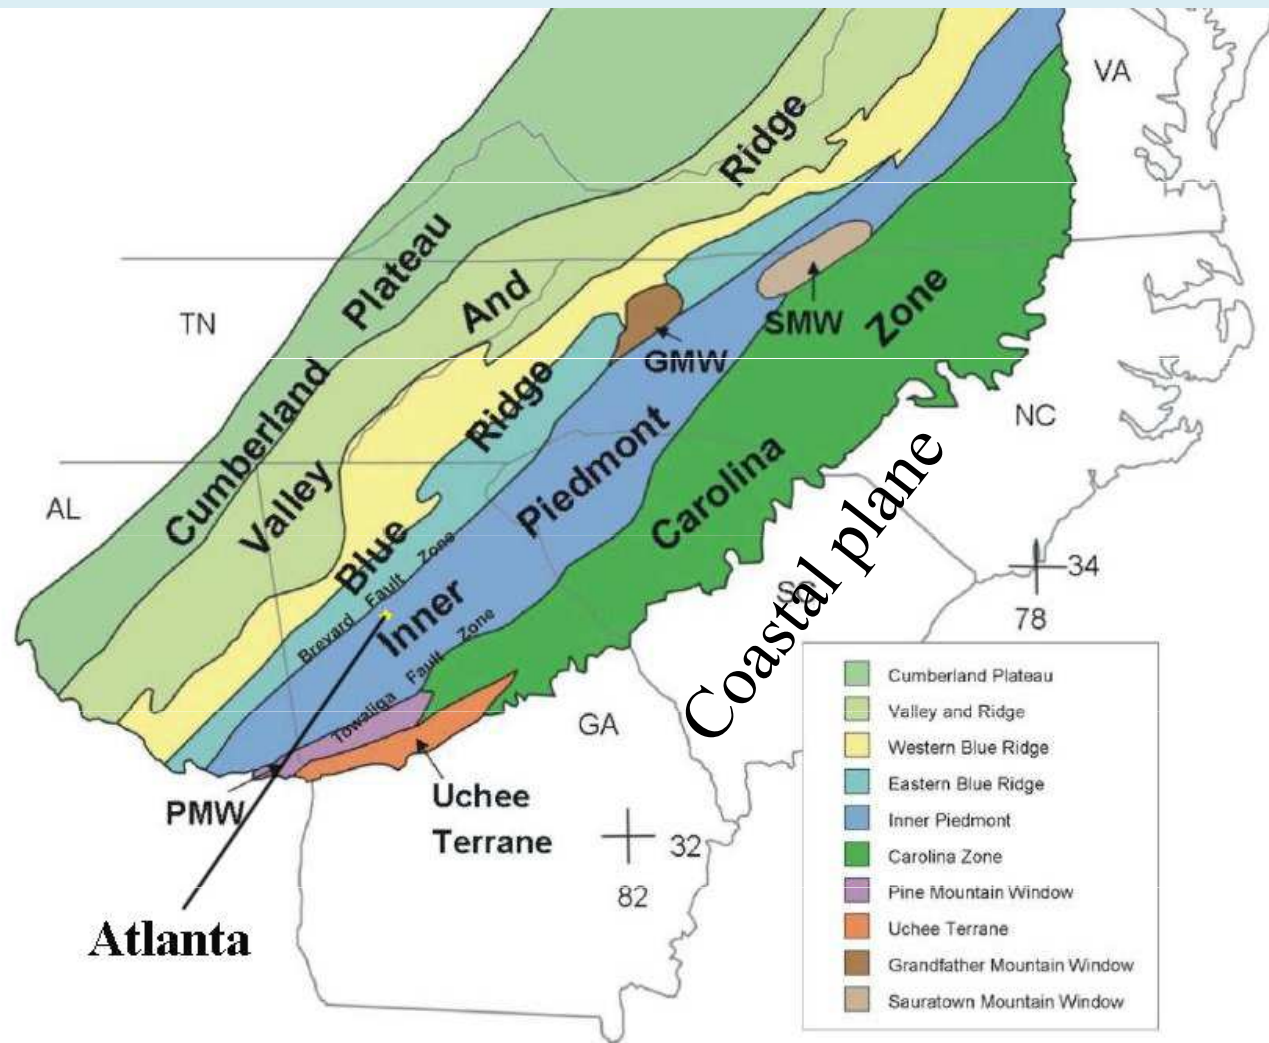 VA
Ridge
Plateau
And
TN
Zone
SMW
GMW
Ridge
Cumberland
NC
Piedmont
Valley
Carolina
AL
Blue
Coastal plane
SC
34
78
Brevard Fault Zone
Inner
Towaliga Fault Zone
GA
PMW
Uchee
Terrane
32
82
Atlanta
Cumberland Plateau
Valley and Ridge
Western Blue Ridge
Eastern Blue Ridge
Inner Piedmont
Carolina Zone
Pine Mountain Window
Uchee Terrane
Grandfather Mountain Window
Sauratown Mountain Window